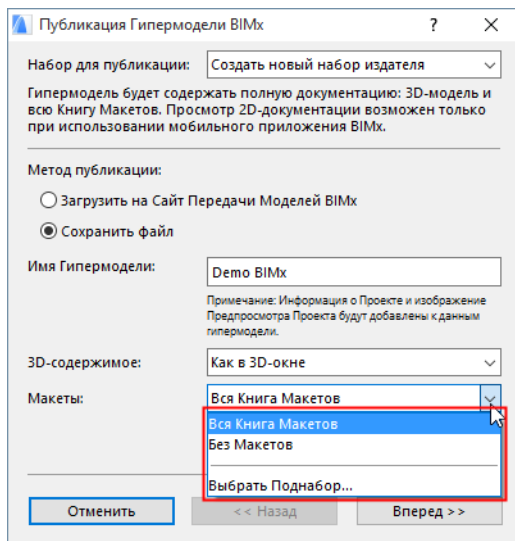 Публикация Гипермодели BIMx
Набор для публикации: Создать новый набор издателя
Гипермодель будет содержать полную документацию: 3D-модель и
всю Книгу Макетов. Просмотр 2D-документации возможен только
при использовании мобильного приложения BIMx.
Метод публикации:
Загрузить на Сайт Передачи Моделей BIMx
Сохранить файл
Имя Гипермодели: Demo BIMx
Примечание: Информация о Проекте и изображение
Предпросмотра Проекта будут добавлены к данным
гипермодели.
3D-содержимое: Как в 3D-окне
Макеты: Вся Книга Макетов
Вся Книга Макетов
Без Макетов
Выбрать Поднабор...
Отменить << Назад Вперед >>